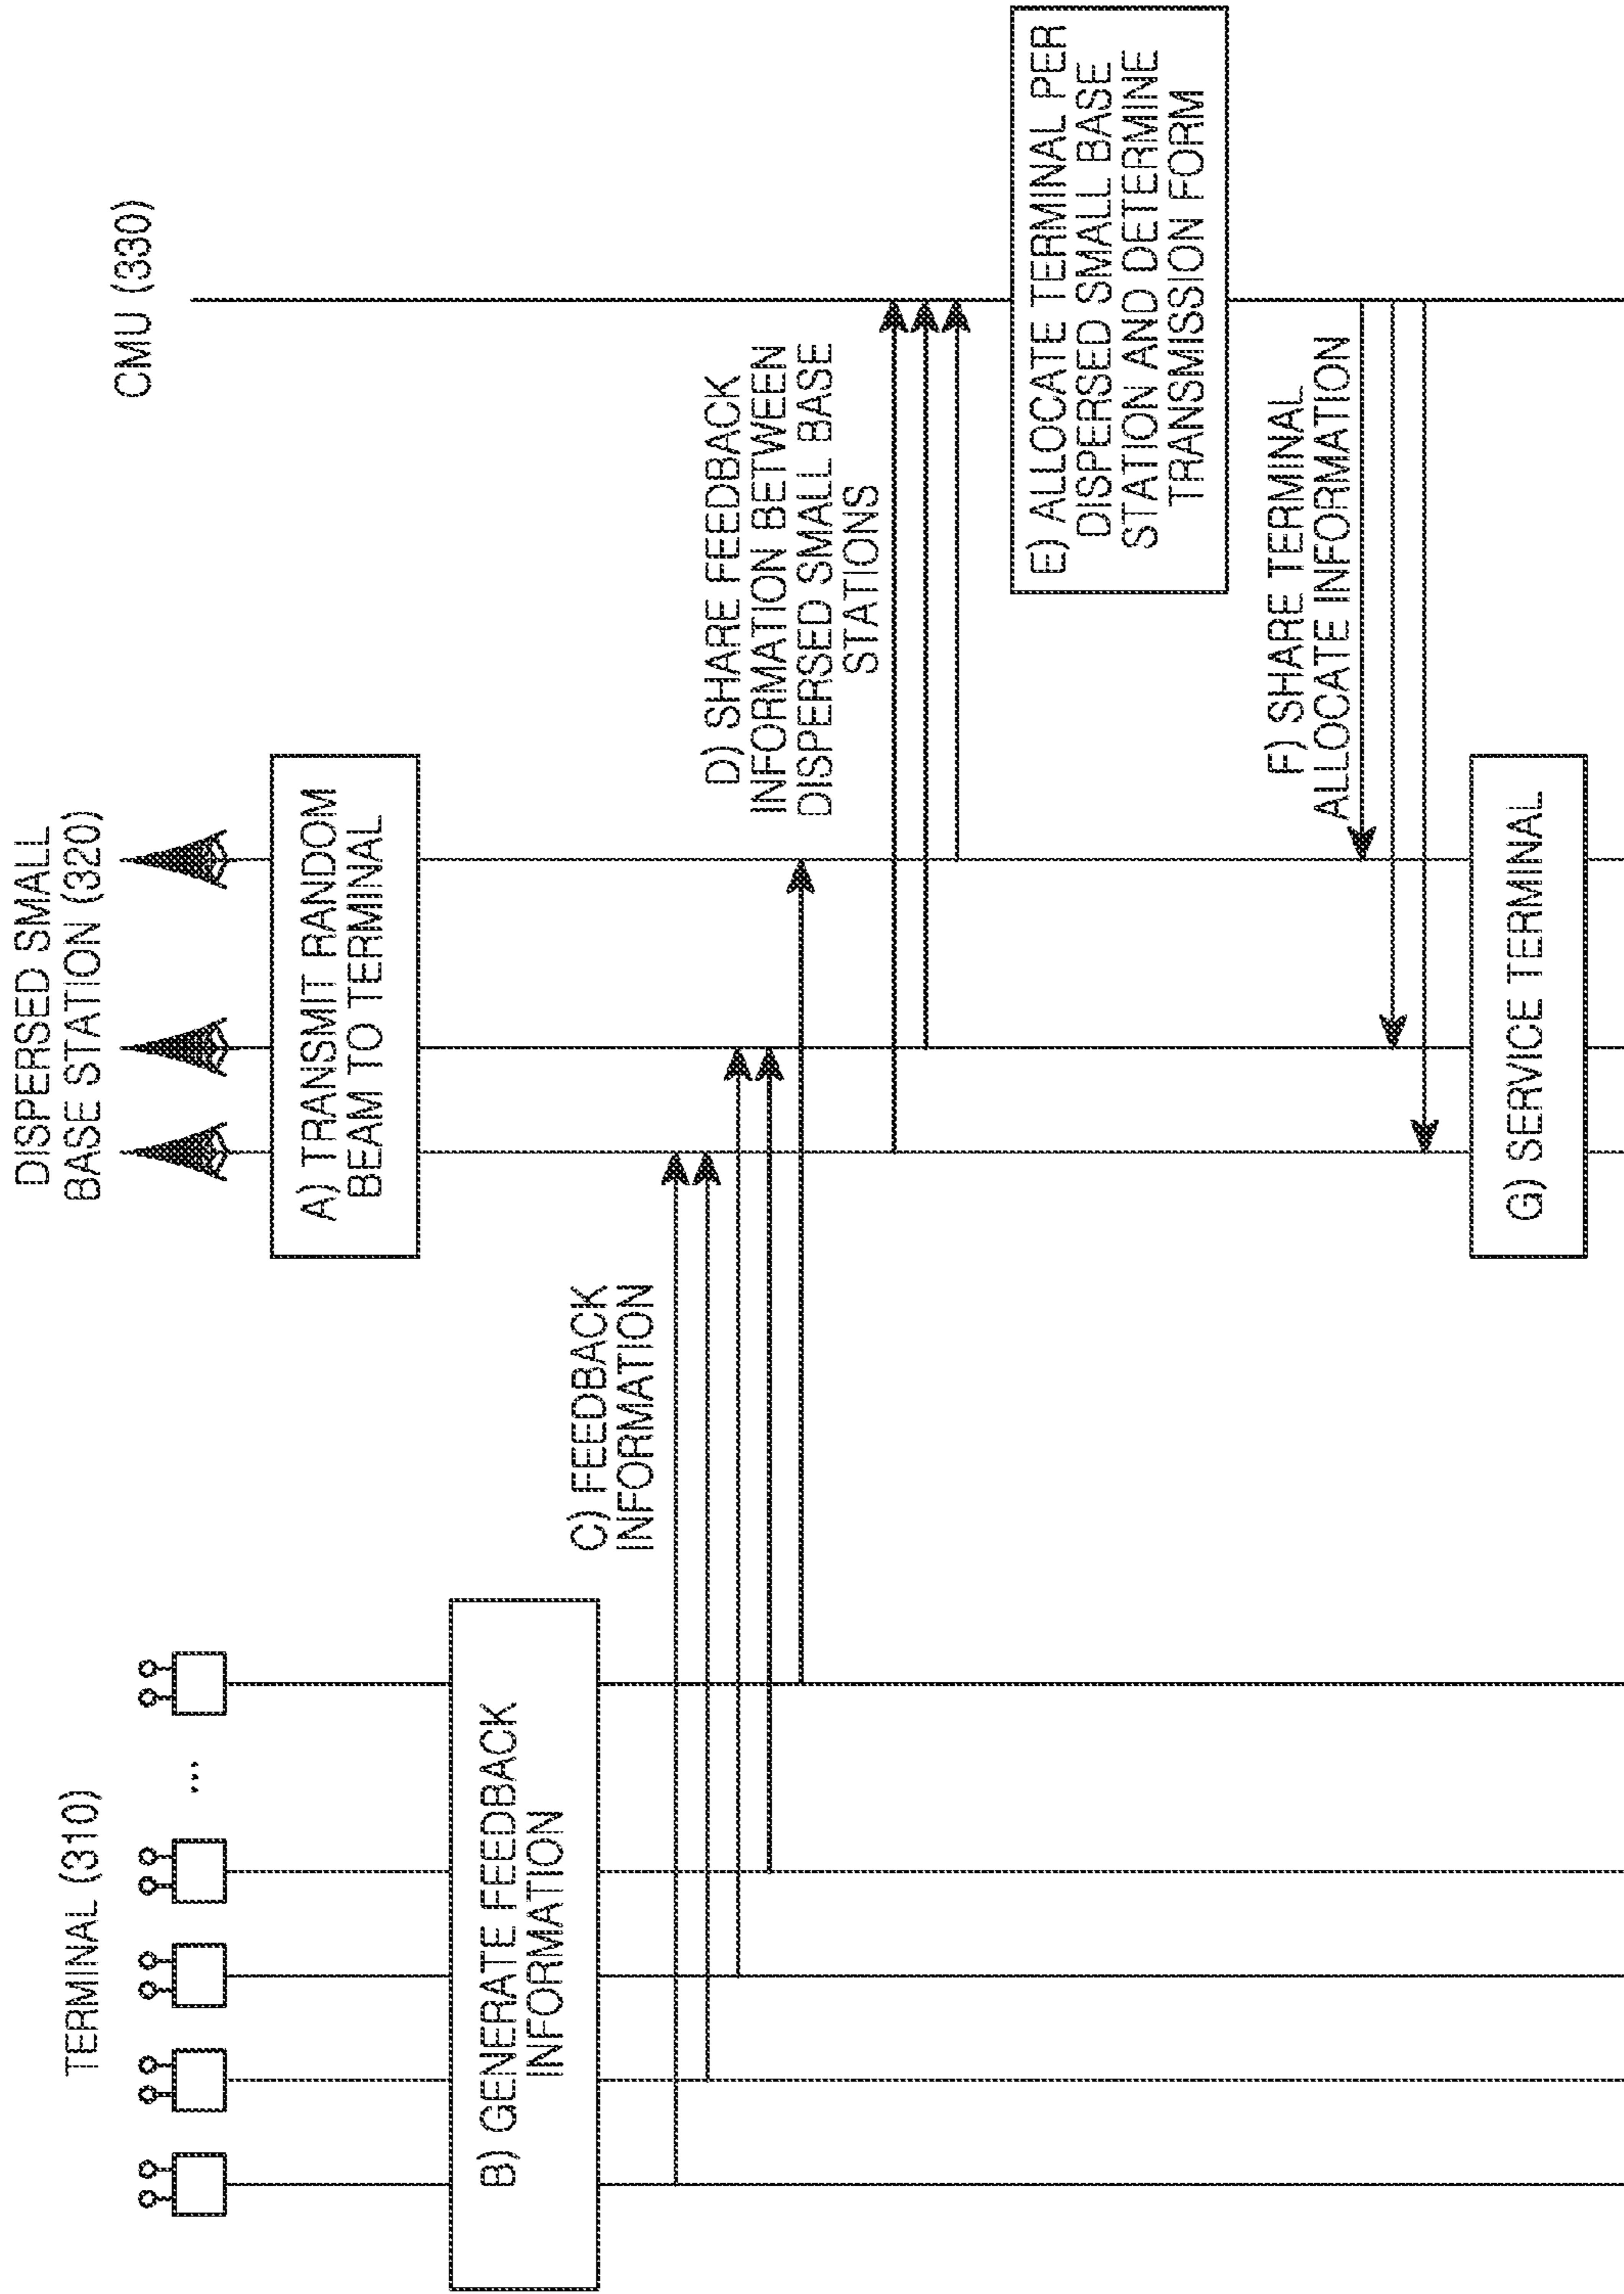 TERMINAL (310)
...
DISPERSED SMALL
BASE STATION (320)
CMU (330)
A) TRANSMIT RANDOM
BEAM TO TERMINAL
B) GENERATE FEEDBACK
INFORMATION
C) FEEDBACK
INFORMATION
D) SHARE FEEDBACK
INFORMATION BETWEEN
DISPERSED SMALL BASE
STATIONS
E) ALLOCATE TERMINAL PER
DISPERSED SMALL BASE
STATION AND DETERMINE
TRANSMISSION FORM
F) SHARE TERMINAL
ALLOCATE INFORMATION
G) SERVICE TERMINAL